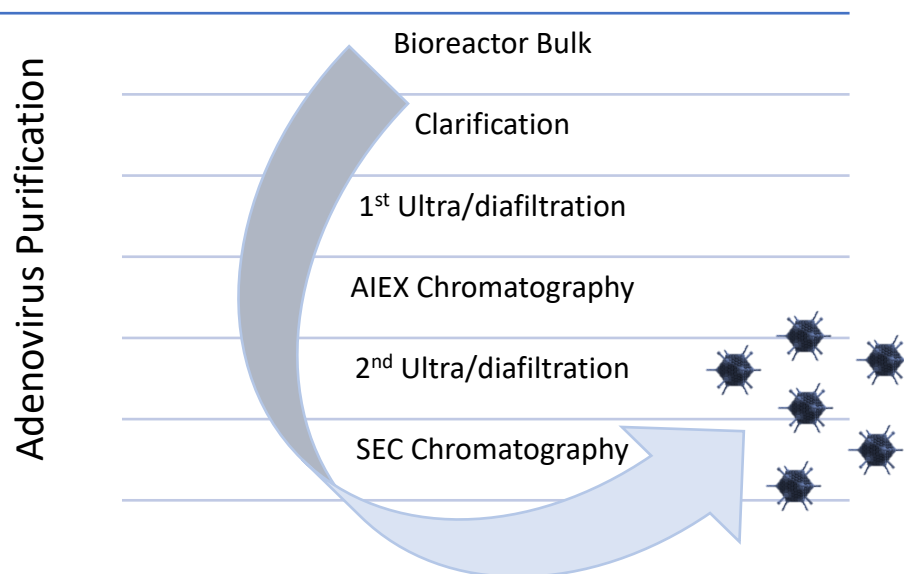 Adenovirus Purification
Bioreactor Bulk
Clarification
1st Ultra/diafiltration
AIEX Chromatography
2nd Ultra/diafiltration
SEC Chromatography